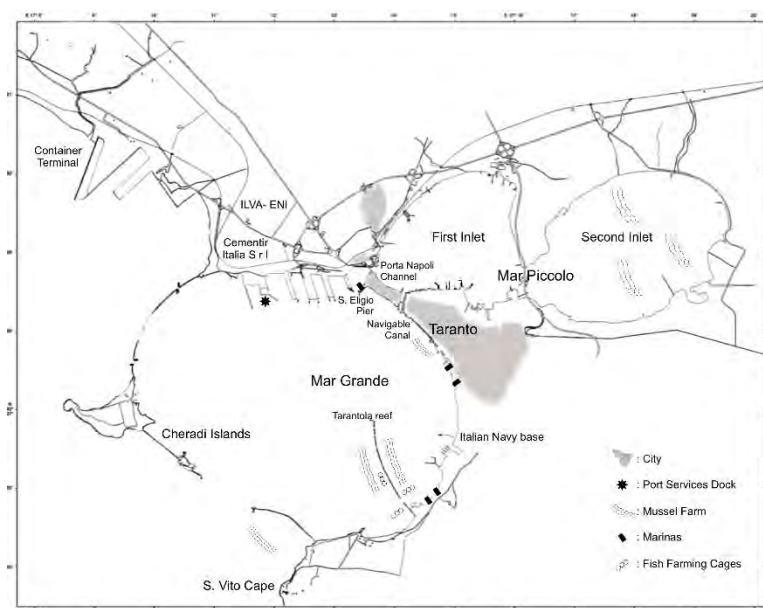 Container
Terminal
ILVA- ENI
Cementir
Italia S r l
First Inlet
Second Inlet
Porta Napoli
Channel
Mar Piccolo
S. Eligio
Pier
Navigable
Canal
Taranto
Mar Grande
Tarantola reef
Cheradi Islands
Italian Navy base
: City
: Port Services Dock
: Mussel Farm
: Marinas
: Fish Farming Cages
S. Vito Cape